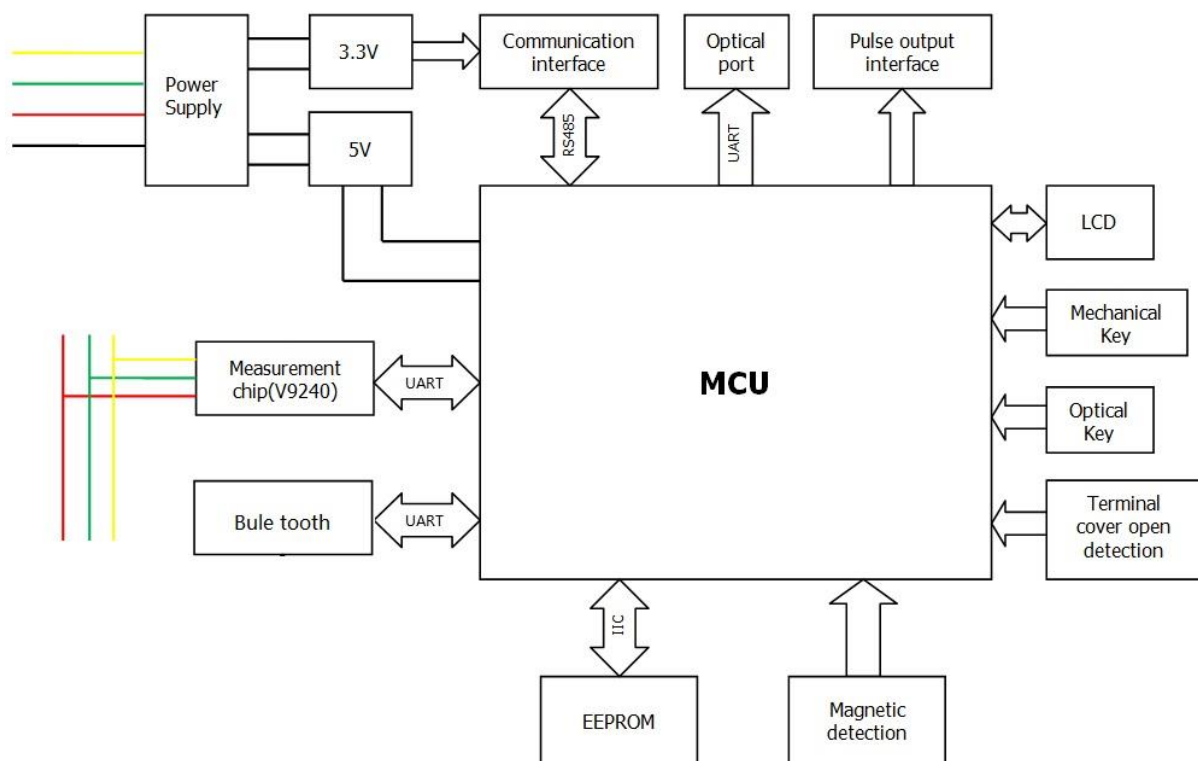 Power
Supply
3.3V
5V
Communication
interface
Optical
port
Pulse output
interface
RS485
UART
LCD
Mechanical
Key
Optical
Key
Terminal
cover open
detection
MCU
Measurement
chip(V9240)
UART
Bule tooth
UART
IIC
EEPROM
Magnetic
detection